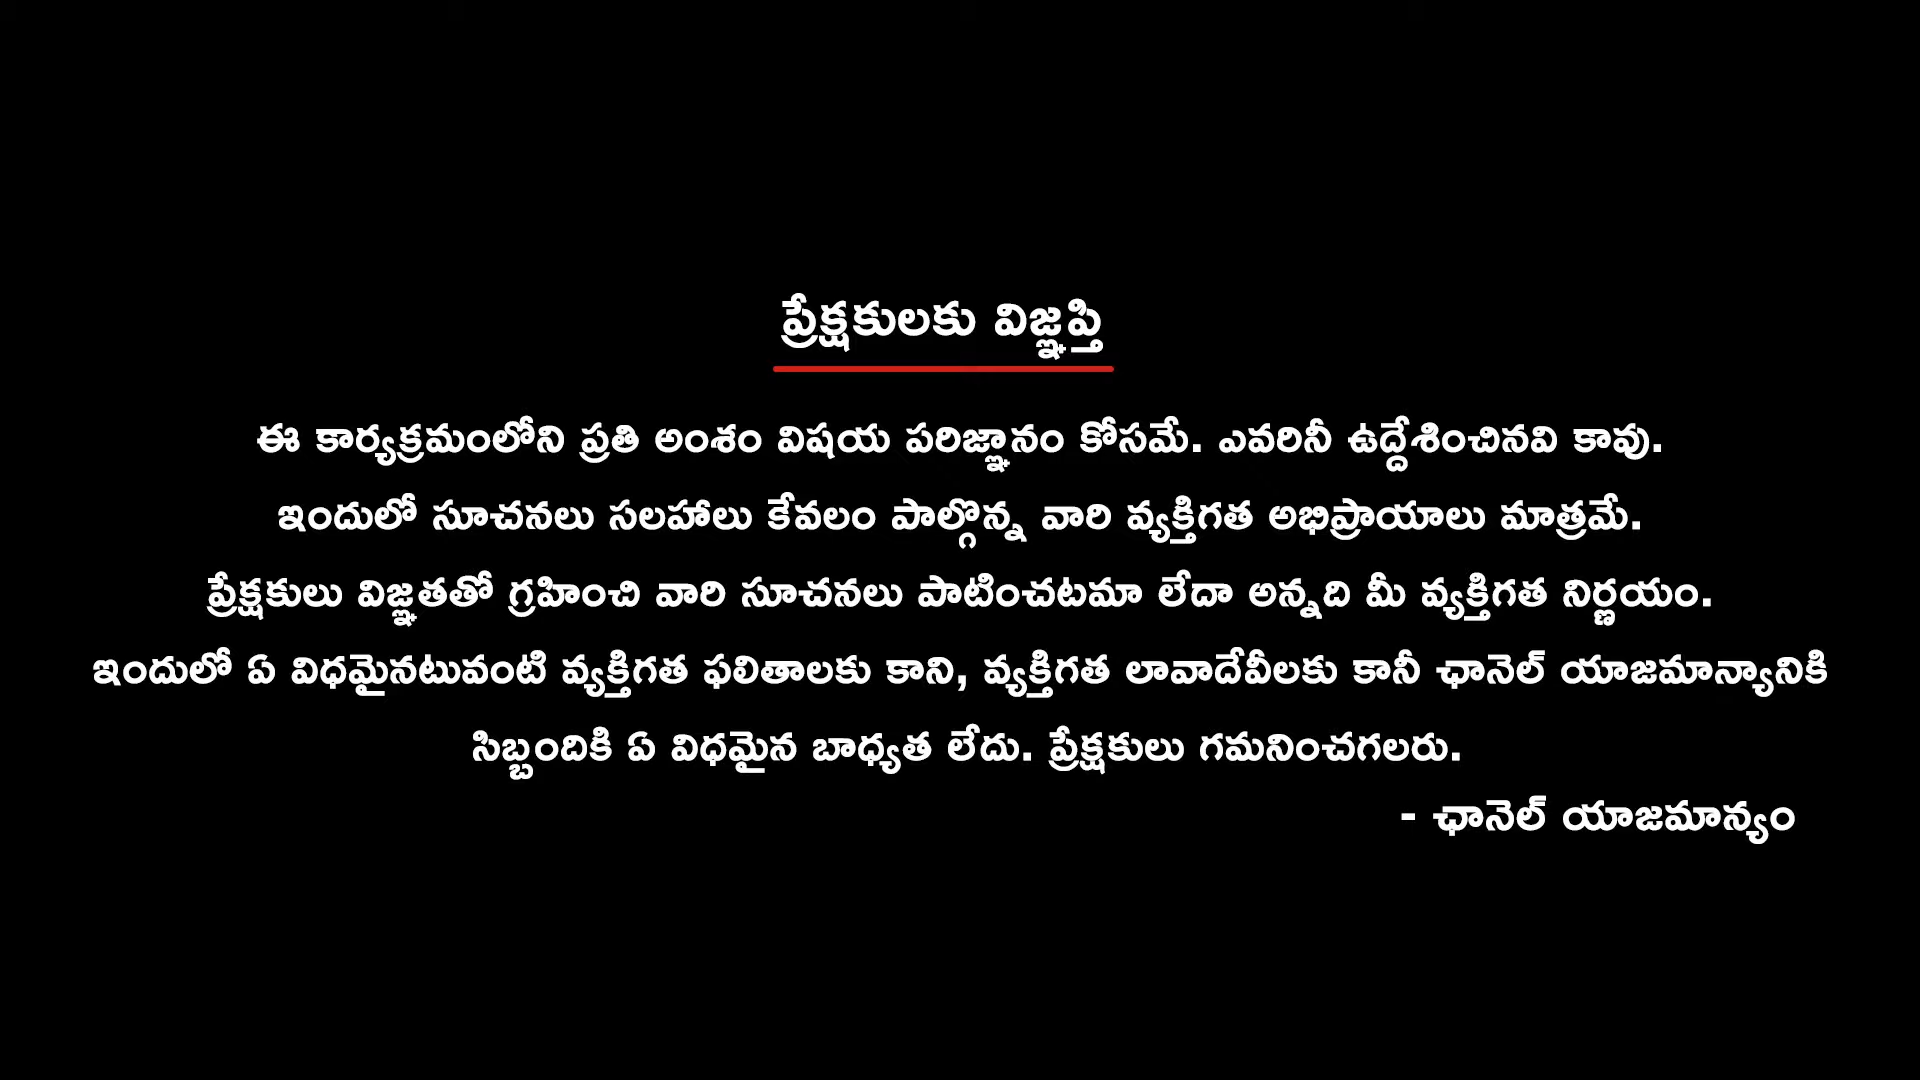 ప్రేక్షకులకు విజ్ఞప్తి
ఈ కార్యక్రమంలోని ప్రతి అంశం విషయ పరిజ్ఞానం కోసమే. ఎవరినీ ఉద్దేశించినవి కావు.
ఇందులో సూచనలు సలహాలు కేవలం పాల్గొన్న వారి వ్యక్తిగత అభిప్రాయాలు మాత్రమే.
ప్రేక్షకులు విజ్ఞతతో గ్రహించి వారి సూచనలు పాటించటమా లేదా అన్నది మీ వ్యక్తిగత నిర్ణయం.
ఇందులో ఏ విధమైనటువంటి వ్యక్తిగత ఫలితాలకు కాని, వ్యక్తిగత లావాదేవీలకు కానీ ఛానెల్ యాజమాన్యానికి
సిబ్బందికి ఏ విధమైన బాధ్యత లేదు. ప్రేక్షకులు గమనించగలరు.
- ఛానెల్ యాజమాన్యం